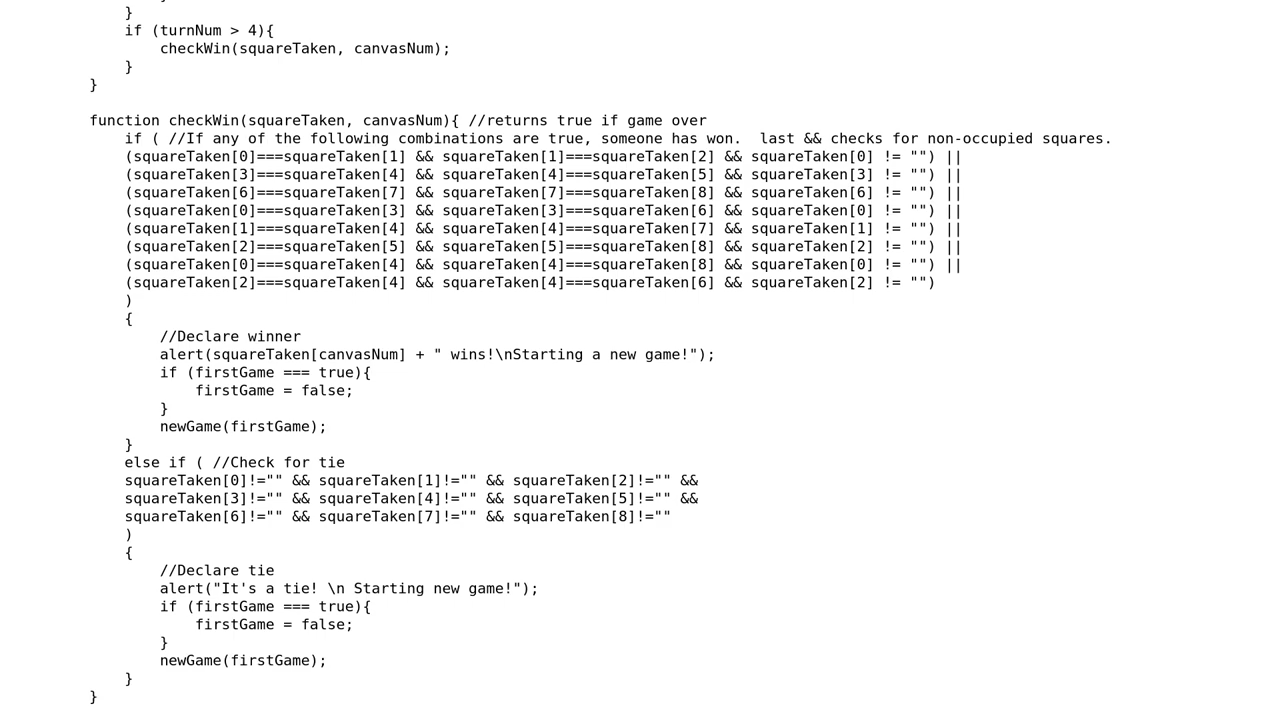 }
if (turnNum > 4){
checkWin(squareTaken, canvasNum);
}
}
function checkWin(squareTaken, canvasNum){ //returns true if game over
if ( //If any of the following combinations are true, someone has won.  last && checks for non-occupied squares.
(squareTaken[0]===squareTaken[1] && squareTaken[1]===squareTaken[2] && squareTaken[0] != "") ||
(squareTaken[3]===squareTaken[4] && squareTaken[4]===squareTaken[5] && squareTaken[3] != "") ||
(squareTaken[6]===squareTaken[7] && squareTaken[7]===squareTaken[8] && squareTaken[6] != "") ||
(squareTaken[0]===squareTaken[3] && squareTaken[3]===squareTaken[6] && squareTaken[0] != "") ||
(squareTaken[1]===squareTaken[4] && squareTaken[4]===squareTaken[7] && squareTaken[1] != "") ||
(squareTaken[2]===squareTaken[5] && squareTaken[5]===squareTaken[8] && squareTaken[2] != "") ||
(squareTaken[0]===squareTaken[4] && squareTaken[4]===squareTaken[8] && squareTaken[0] != "") ||
(squareTaken[2]===squareTaken[4] && squareTaken[4]===squareTaken[6] && squareTaken[2] != "")
)
{
//Declare winner
alert(squareTaken[canvasNum] + " wins!\nStarting a new game!");
if (firstGame === true){
firstGame = false;
}
newGame(firstGame);
}
else if ( //Check for tie
squareTaken[0]!="" && squareTaken[1]!="" && squareTaken[2]!="" &&
squareTaken[3]!="" && squareTaken[4]!="" && squareTaken[5]!="" &&
squareTaken[6]!="" && squareTaken[7]!="" && squareTaken[8]!=""
)
{
//Declare tie
alert("It's a tie! \n Starting new game!");
if (firstGame === true){
firstGame = false;
}
newGame(firstGame);
}
}